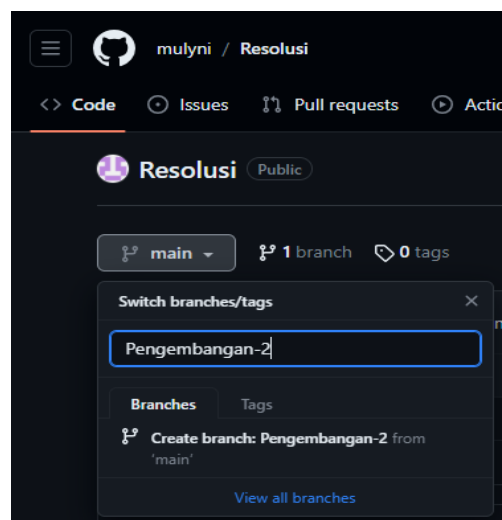 mulyni / Resolusi
<> Code Issues Pull requests Actic
Resolusi Public
main 1 branch 0 tags
Switch branches/tags
Pengembangan-2
Branches Tags
Create branch: Pengembangan-2 from
'main'
View all branches